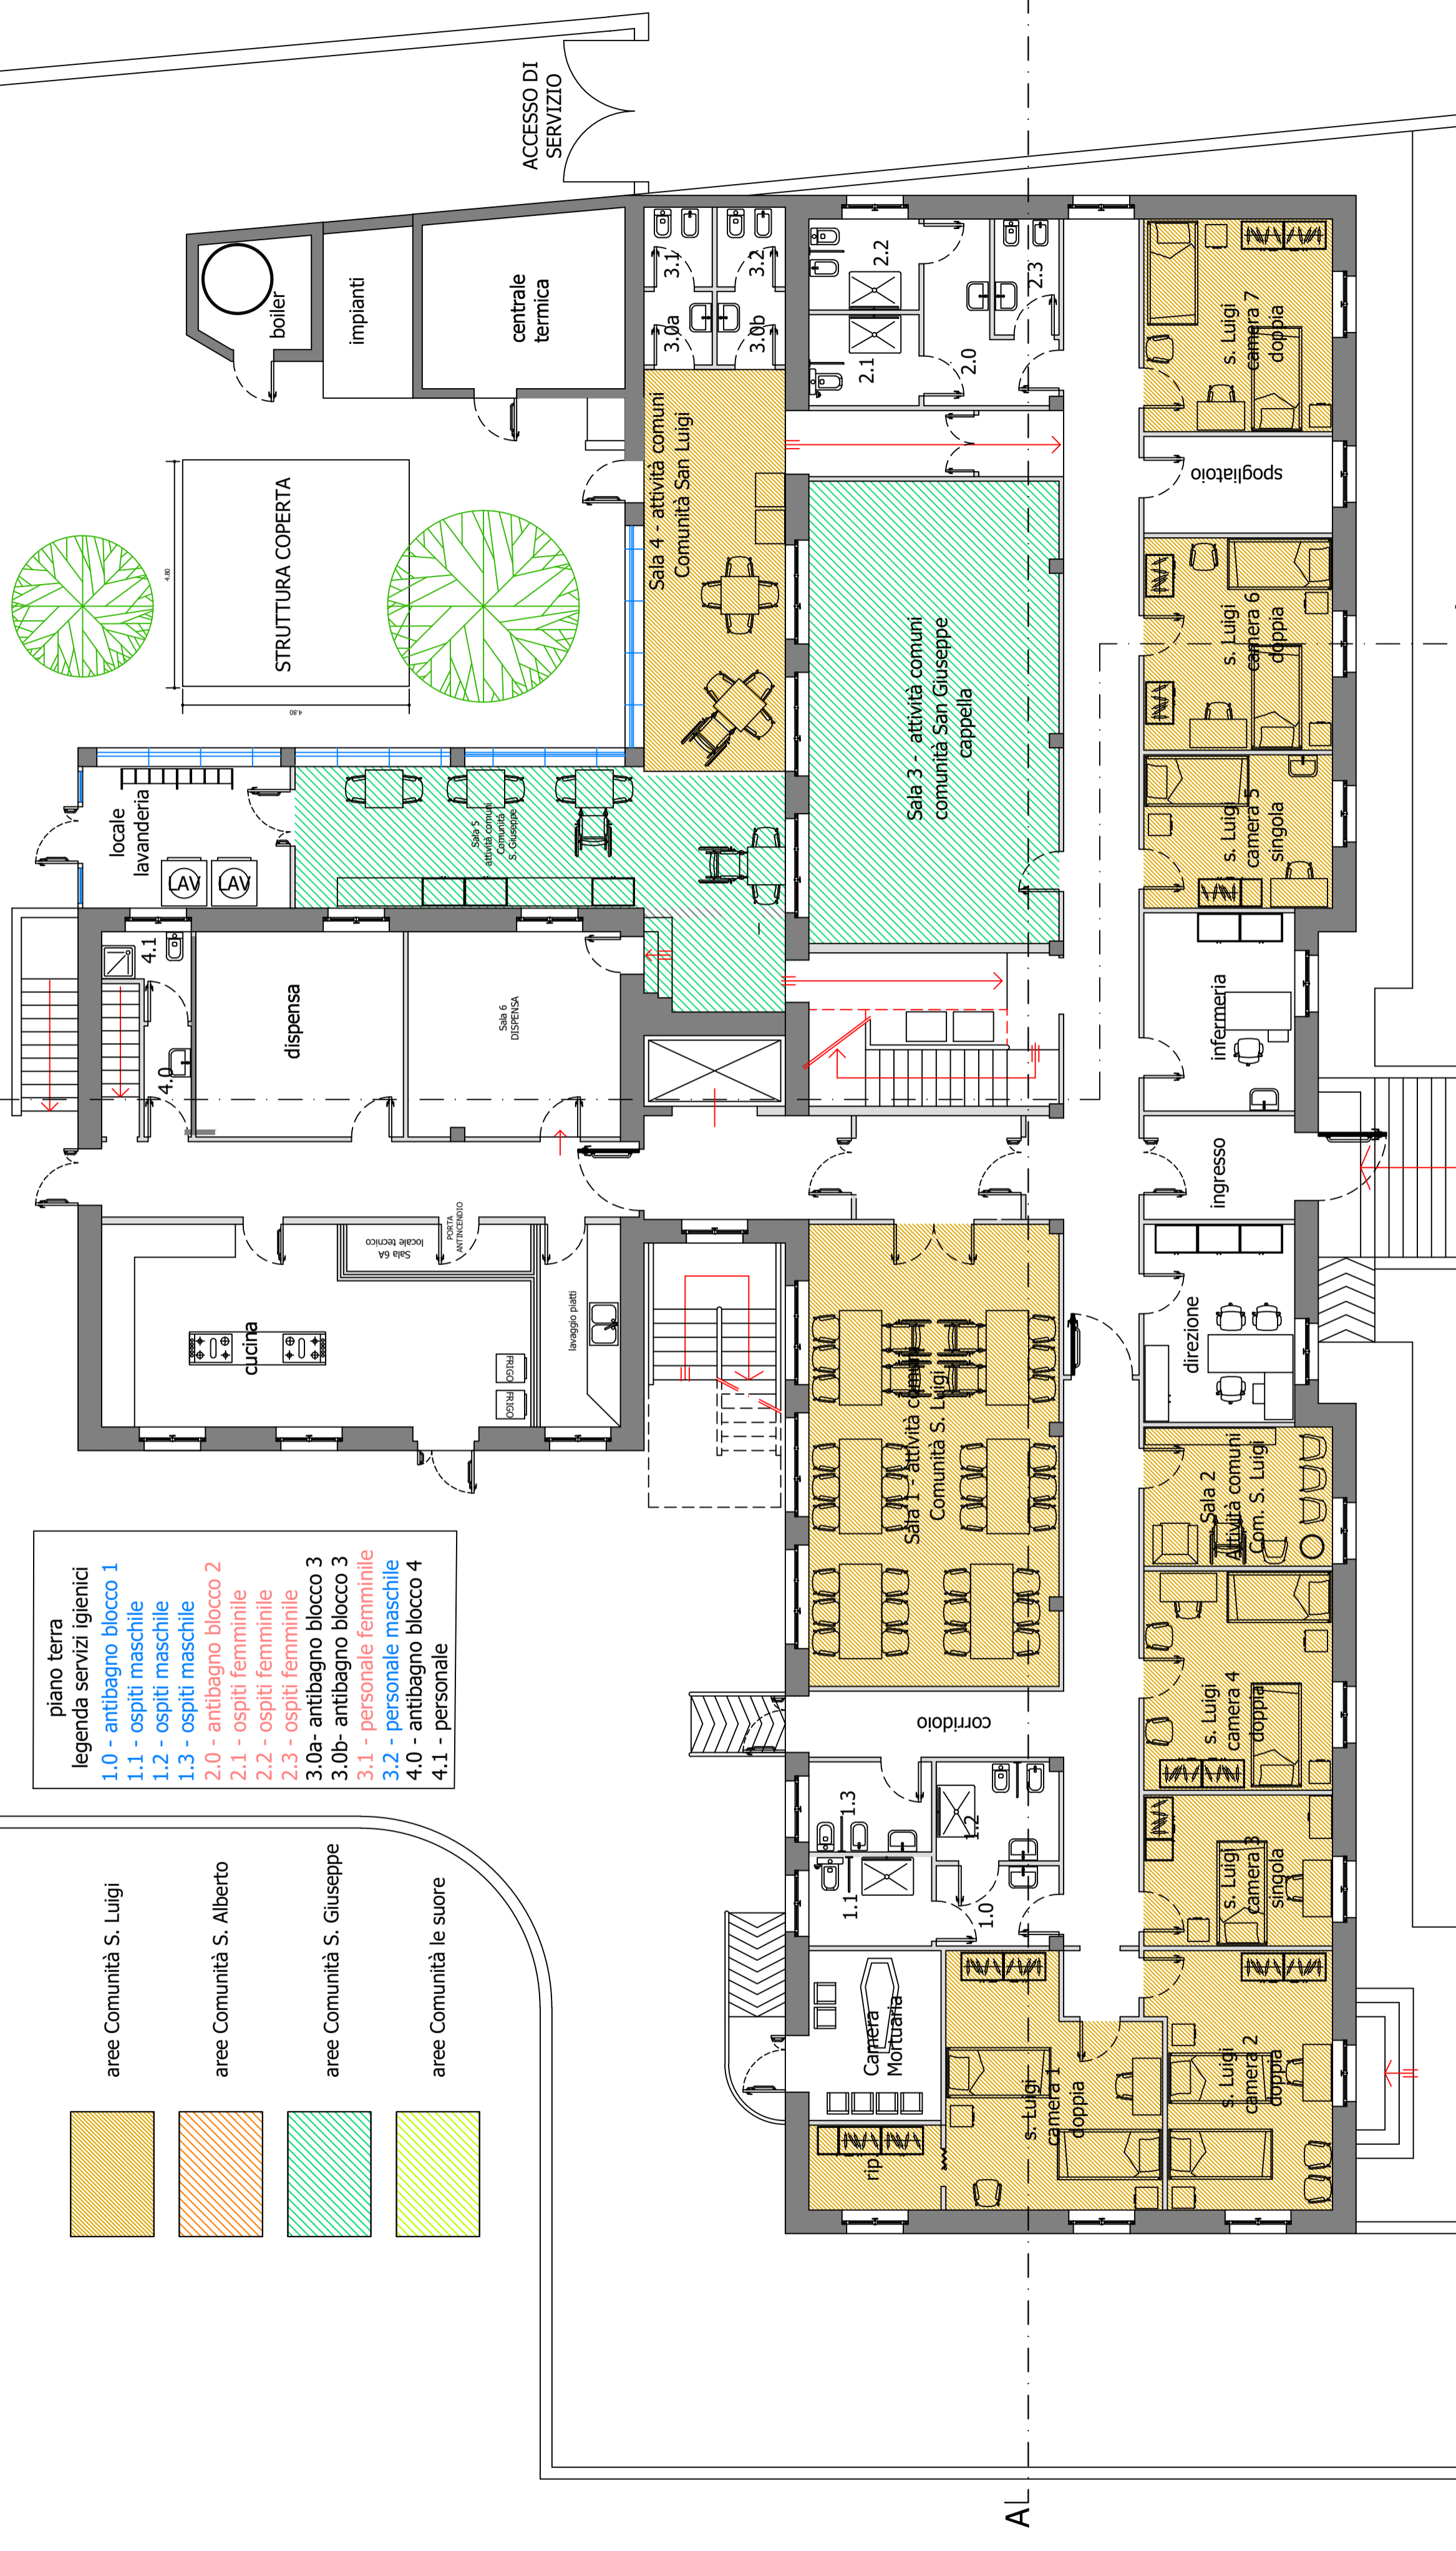 ACCESSO DI
SERVIZIO
boiler
impianti
centrale
termica
3.1
3.2
3.0a
3.0b
2.2
2.3
2.1
2.0
s. Luigi
camera 7
doppia
STRUTTURA COPERTA
4.80
4.80
Sala 4 - attività comuni
Comunità San Luigi
spogliatoio
Sala 3 - attività comuni
comunità San Giuseppe
cappella
s. Luigi
camera 6
doppia
locale
lavanderia
LAV
LAV
Sala 5
attività comuni
Comunità
S. Giuseppe
s. Luigi
camera 5
singola
4.1
4.0
dispensa
Sala 6
DISPENSA
infermeria
ingresso
PORTA
ANTINCENDIO
Sala 6A
locale tecnico
cucina
lavaggio piatti
FRIGO
FRIGO
direzione
Sala 1 - attività comuni
Comunità S. Luigi
Sala 2
Attività comuni
Com. S. Luigi
piano terra
legenda servizi igienici
1.0 - antibagno blocco 1
1.1 - ospiti maschile
1.2 - ospiti maschile
1.3 - ospiti maschile
2.0 - antibagno blocco 2
2.1 - ospiti femminile
2.2 - ospiti femminile
2.3 - ospiti femminile
3.0a- antibagno blocco 3
3.0b- antibagno blocco 3
3.1 - personale femminile
3.2 - personale maschile
4.0 - antibagno blocco 4
4.1 - personale
corridoio
s. Luigi
camera 4
doppia
1.3
1.2
1.1
1.0
s. Luigi
camera 3
singola
aree Comunità S. Luigi
aree Comunità S. Alberto
aree Comunità S. Giuseppe
aree Comunità le suore
Camera
Mortuaria
rip.
s. Luigi
camera 1
doppia
s. Luigi
camera 2
doppia
A